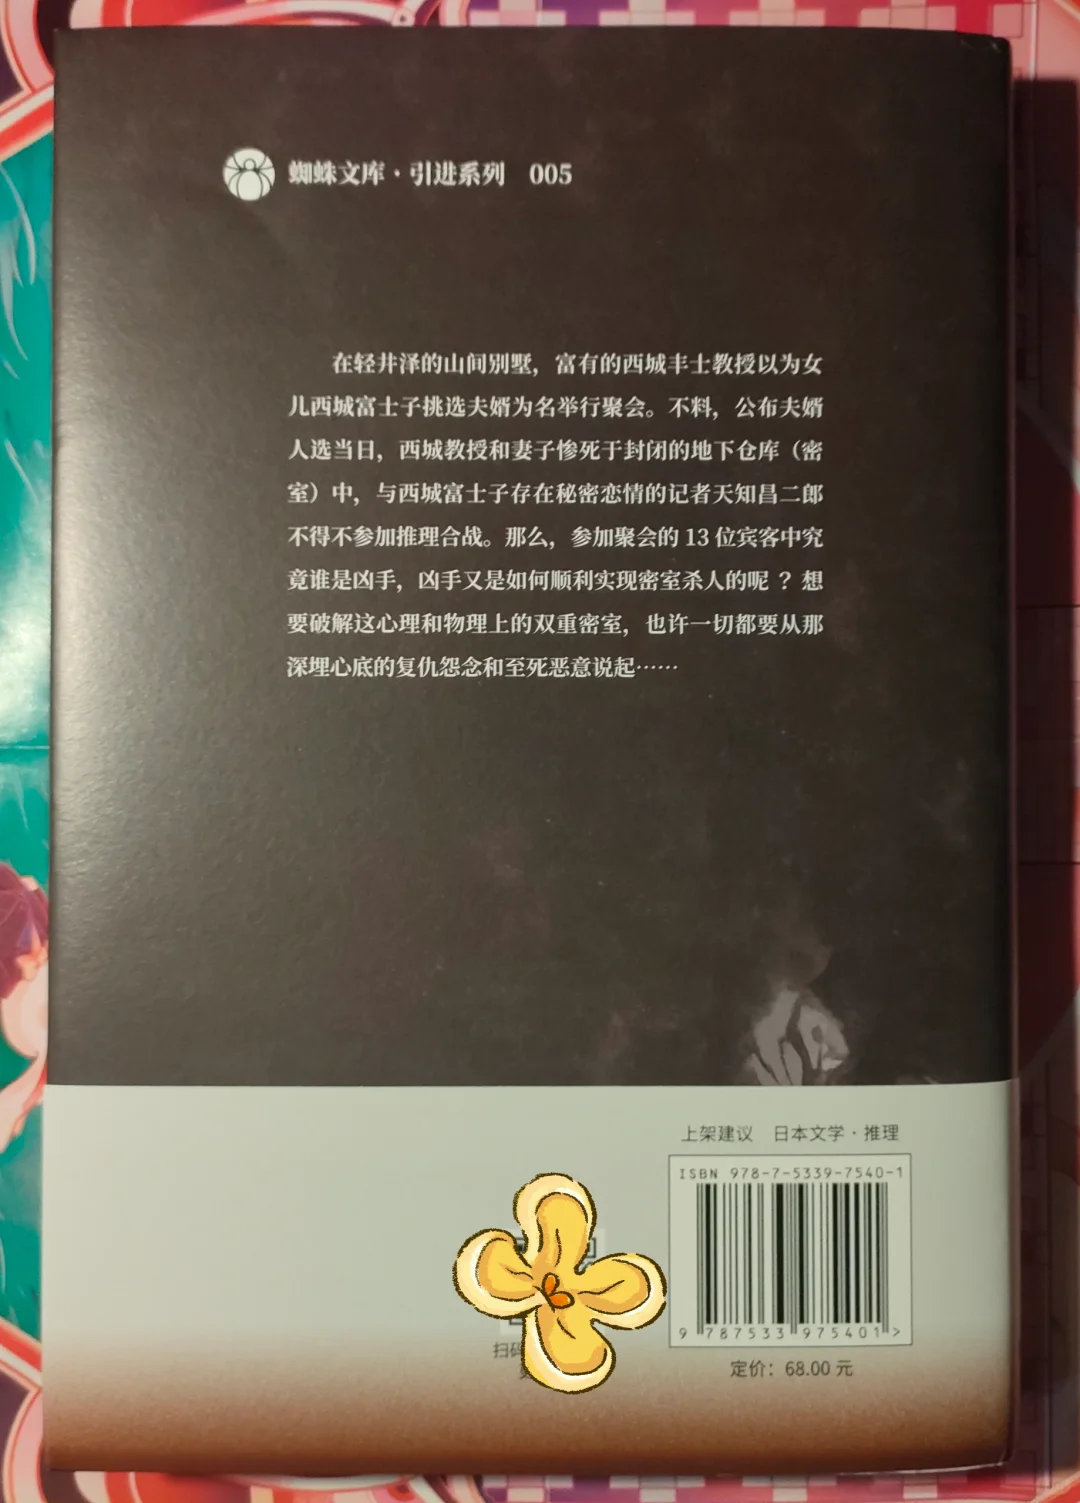 蜘蛛文库·引进系列 005
在轻井泽的山间别墅，富有的西城丰士教授以为女
儿西城富士子挑选夫婿为名举行聚会。不料，公布夫婿
人选当日，西城教授和妻子惨死于封闭的地下仓库（密
室）中，与西城富士子存在秘密恋情的记者天知昌二郎
不得不参加推理合战。那么，参加聚会的 13 位宾客中究
竟谁是凶手，凶手又是如何顺利实现密室杀人的呢？想
要破解这心理和物理上的双重密室，也许一切都要从那
深埋心底的复仇怨念和至死恶意说起……
上架建议 日本文学·推理
ISBN 978-7-5339-7540-1
9 787533 975401 >
扫码
定价：68.00 元